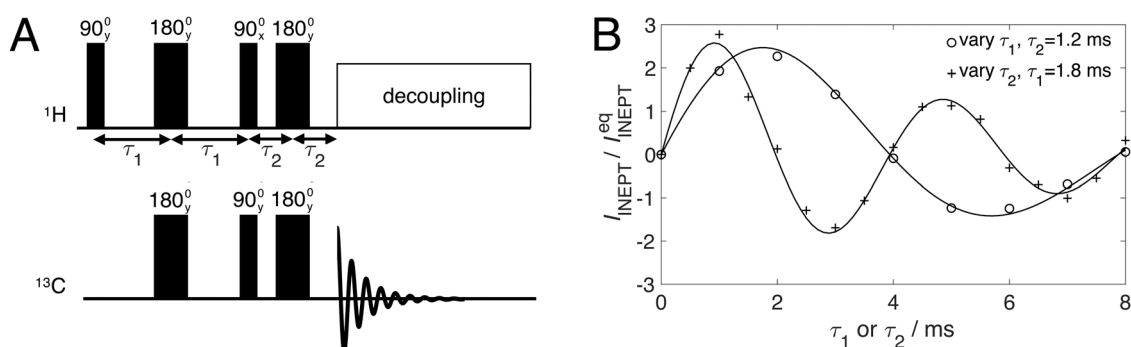 A
90⁰y 180⁰y 90⁰x 180⁰y
¹H
decoupling
τ₁ τ₁ τ₂ τ₂
180⁰y 90⁰y 180⁰y
¹³C
B
I_INEPT / I^eq_INEPT
3
2
1
0
-1
-2
-3
0 2 4 6 8
τ₁ or τ₂ / ms
o vary τ₁, τ₂=1.2 ms
+ vary τ₂, τ₁=1.8 ms